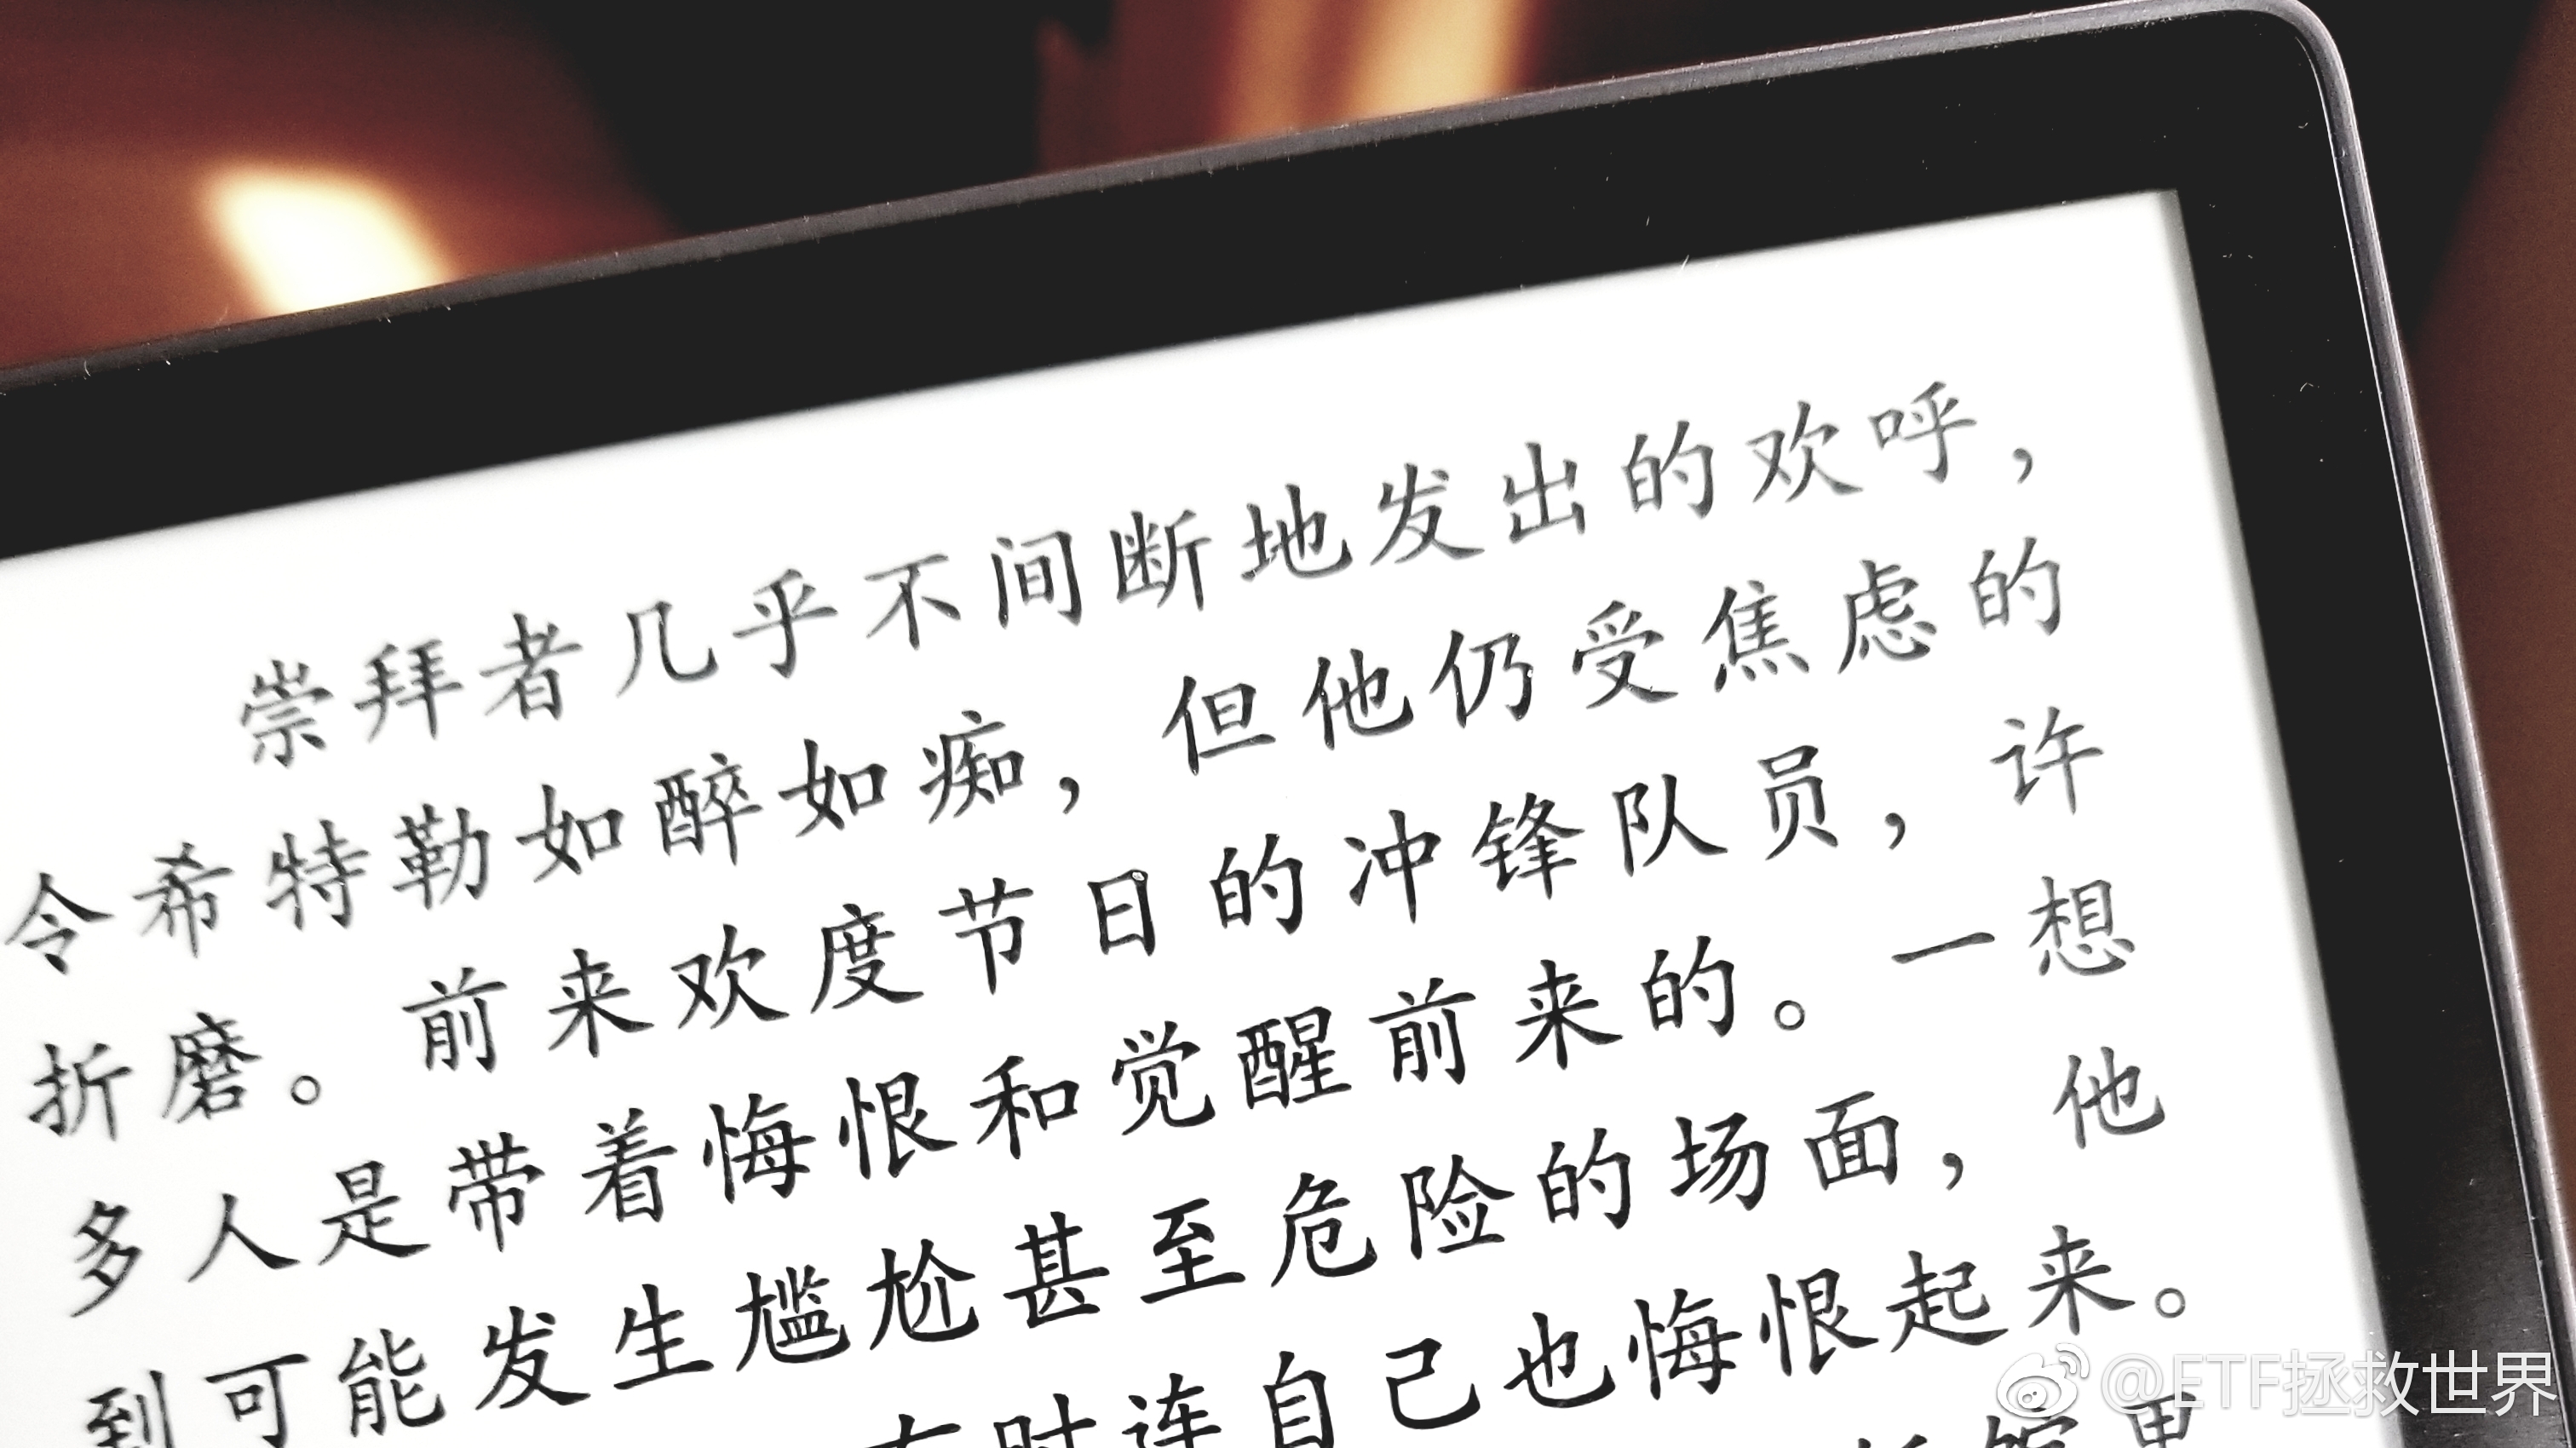 崇拜者几乎不间断地发出的欢呼，
令希特勒如醉如痴，但他仍受焦虑的
折磨。前来欢度节日的冲锋队员，许
多人是带着悔恨和觉醒前来的。一想
到可能发生尴尬甚至危险的场面，他
有时连自己也悔恨起来。
馆里
@ETF拯救世界